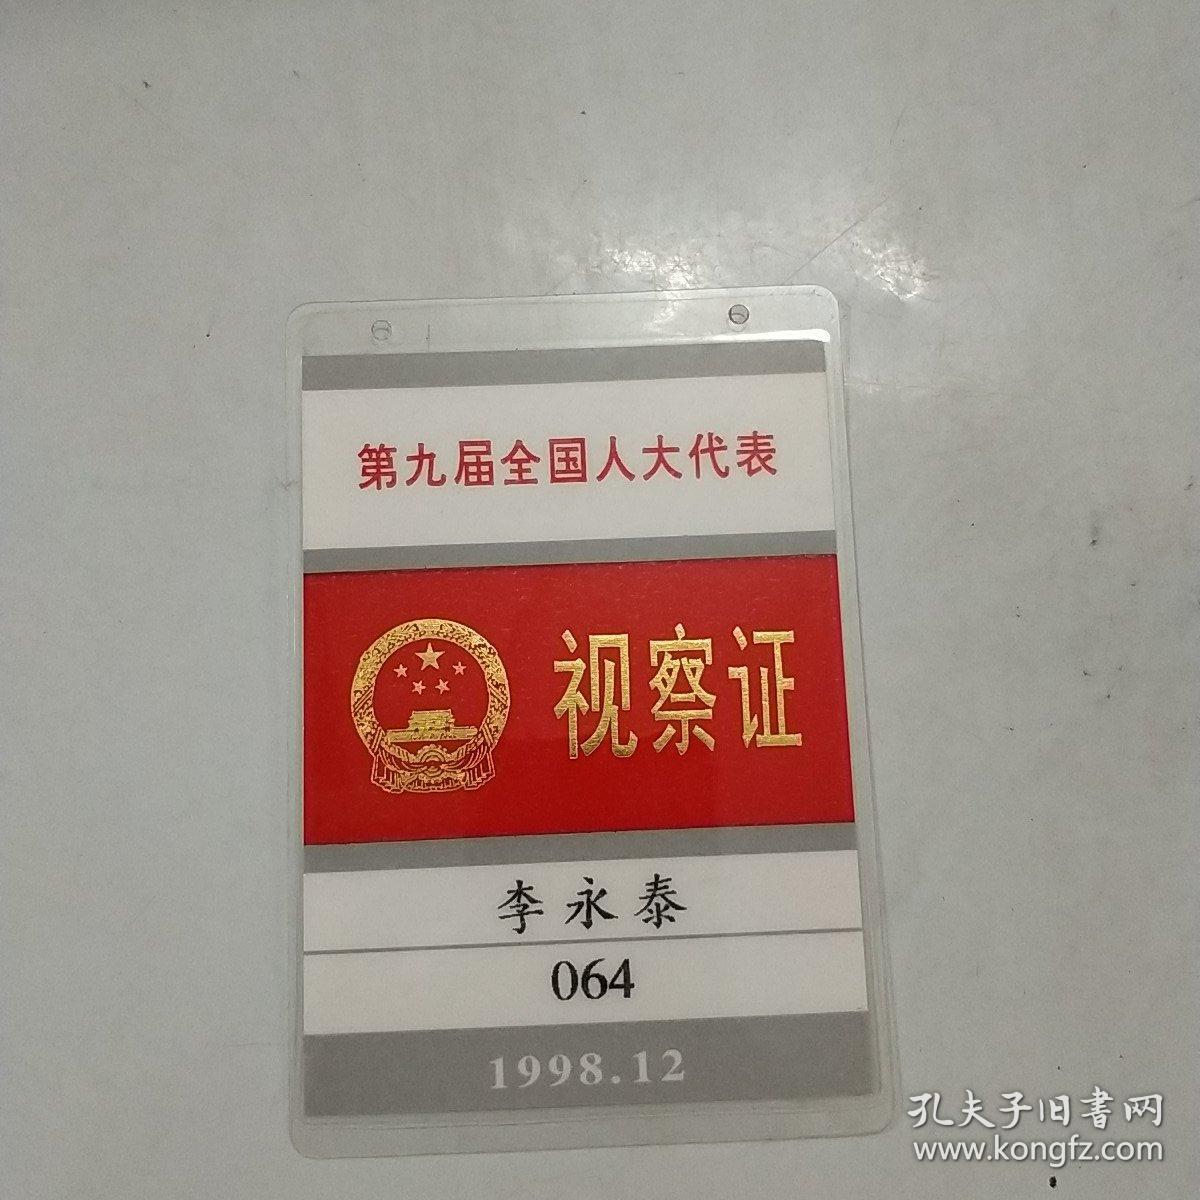 第九届全国人大代表
视察证
李永泰
064
1998.12
孔夫子旧書网
www.kongfz.com